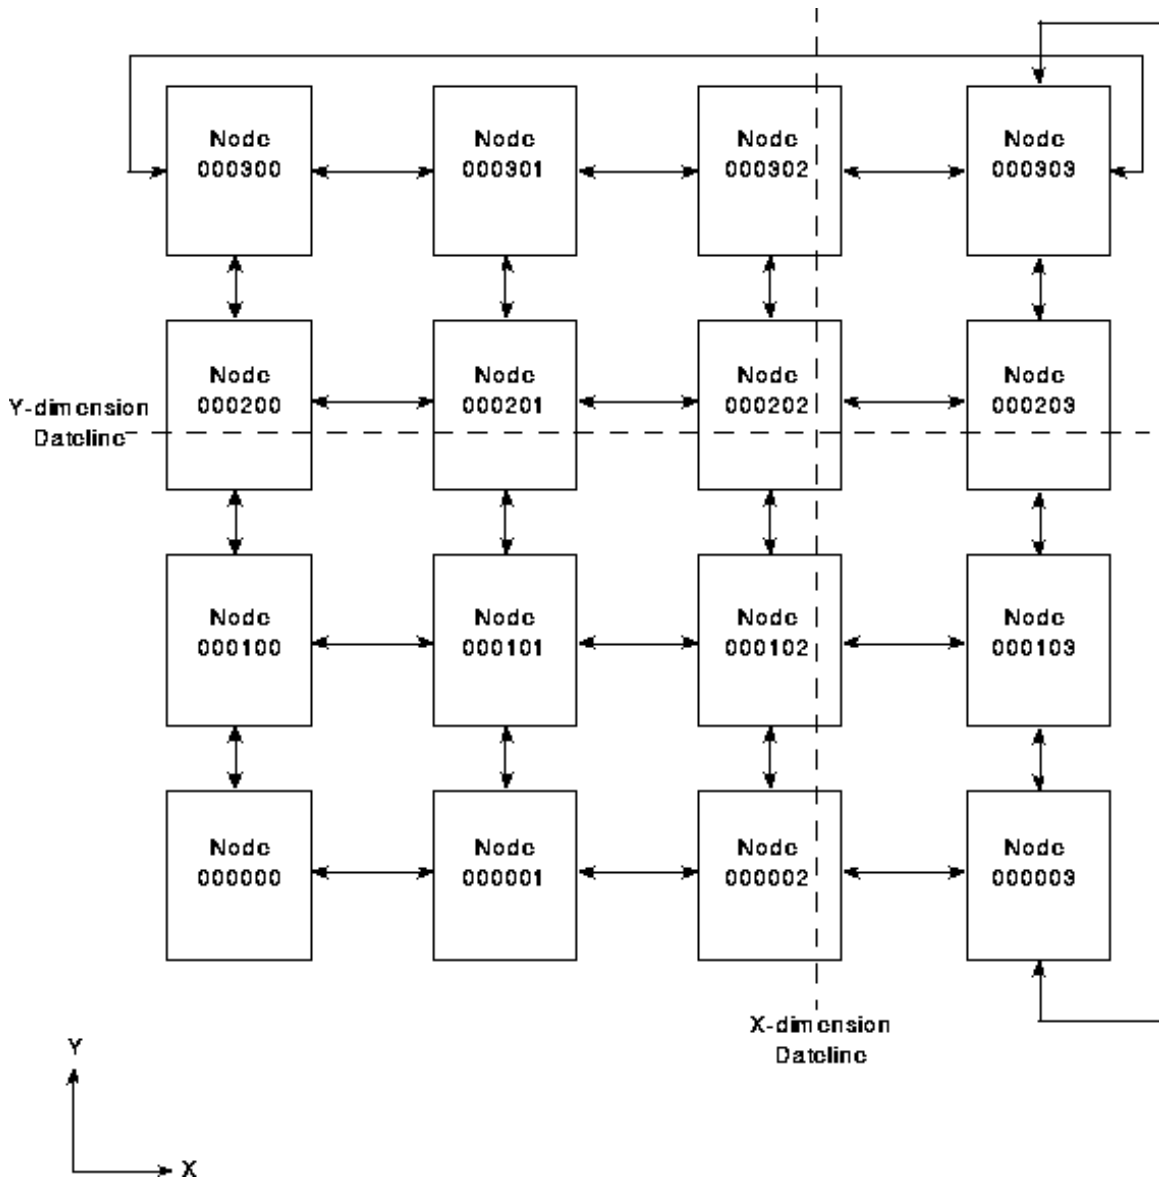 Node
000300
Node
000301
Node
000302
Node
000303
Node
000200
Node
000201
Node
000202
Node
000203
Y-dimension
Dateline
Node
000100
Node
000101
Node
000102
Node
000103
Node
000000
Node
000001
Node
000002
Node
000003
X-dimension
Dateline
Y
X